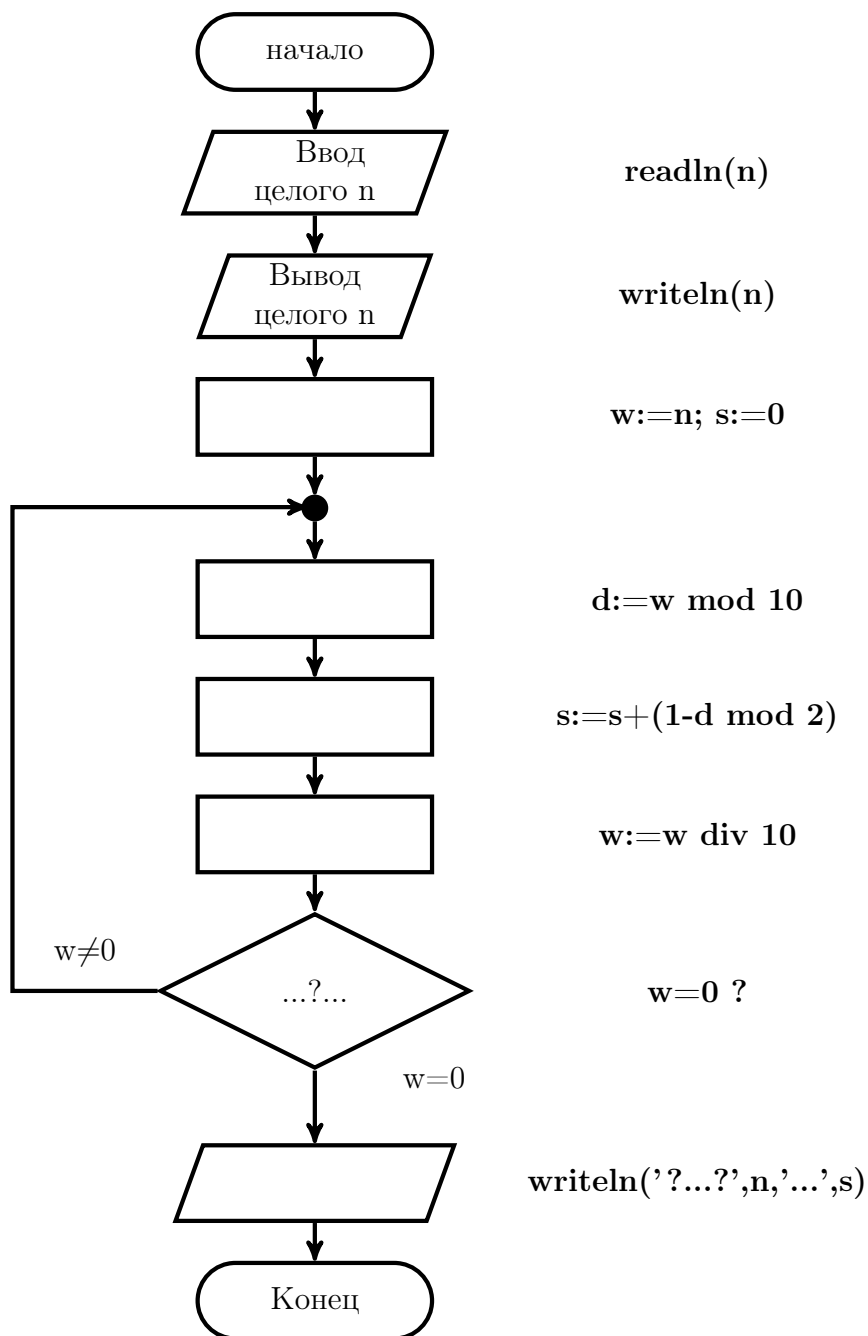 начало
Ввод
целого n
readln(n)
Вывод
целого n
writeln(n)
w:=n; s:=0
d:=w mod 10
s:=s+(1-d mod 2)
w:=w div 10
w≠0
...?...
w=0 ?
w=0
writeln('?...?',n,'...',s)
Конец